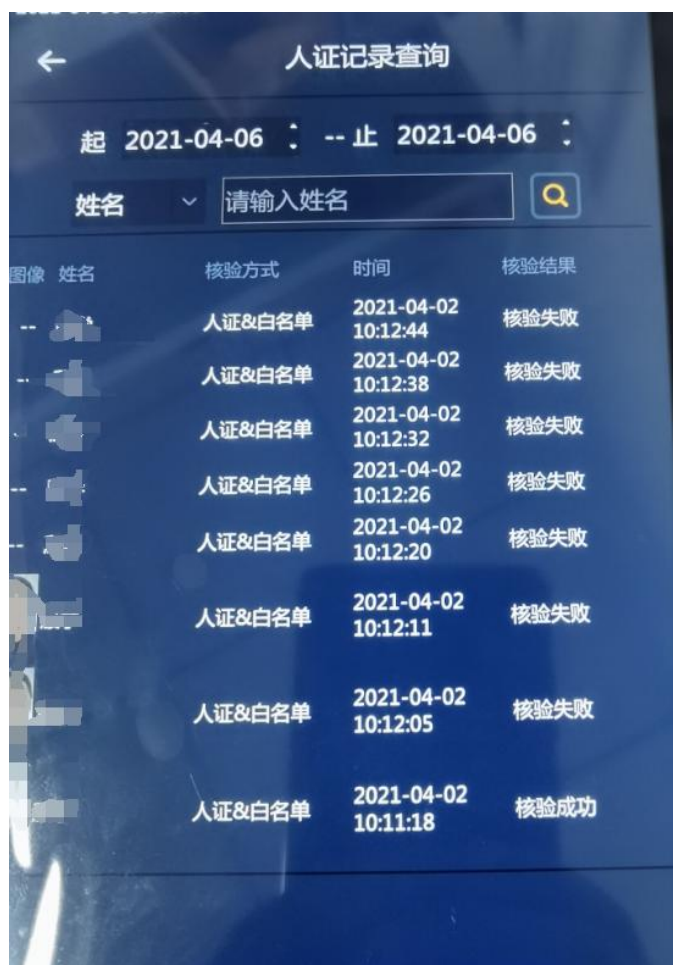 人证记录查询
起 2021-04-06 -- 止 2021-04-06
姓名 请输入姓名
图像 姓名 核验方式 时间 核验结果
-- 人证&白名单 2021-04-02 10:12:44 核验失败
-- 人证&白名单 2021-04-02 10:12:38 核验失败
-- 人证&白名单 2021-04-02 10:12:32 核验失败
-- 人证&白名单 2021-04-02 10:12:26 核验失败
-- 人证&白名单 2021-04-02 10:12:20 核验失败
人证&白名单 2021-04-02 10:12:11 核验失败
人证&白名单 2021-04-02 10:12:05 核验失败
人证&白名单 2021-04-02 10:11:18 核验成功